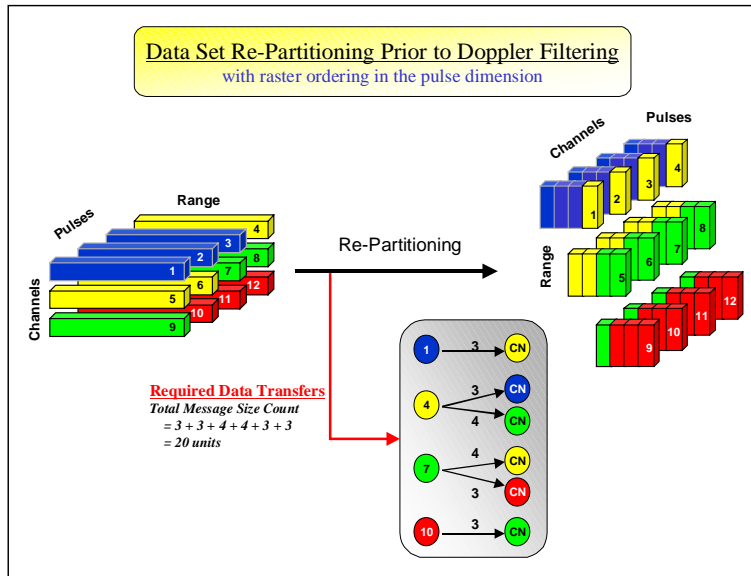 Data Set Re-Partitioning Prior to Doppler Filtering
with raster ordering in the pulse dimension
Pulses
Range
Channels
4
3
2
1
8
7
6
5
12
11
10
9
Re-Partitioning
Channels
Pulses
Range
4
3
2
1
8
7
6
5
12
11
10
9
Required Data Transfers
Total Message Size Count
= 3 + 3 + 4 + 4 + 3 + 3
= 20 units
1
3
CN
4
3
CN
4
CN
7
4
CN
3
CN
10
3
CN